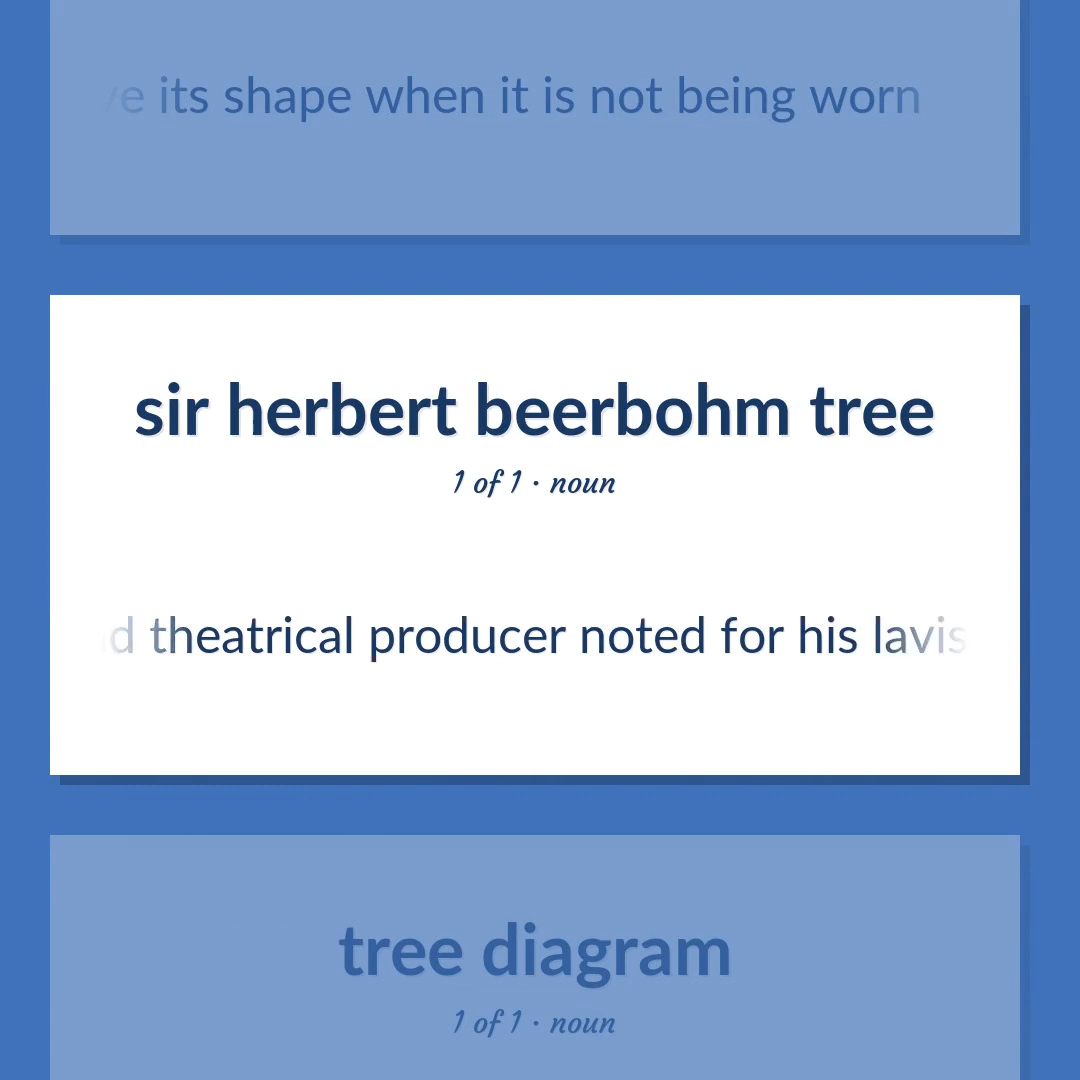 its shape when it is not being worn
sir herbert beerbohm tree
1 of 1 · noun
d theatrical producer noted for his lavis
tree diagram
1 of 1 · noun